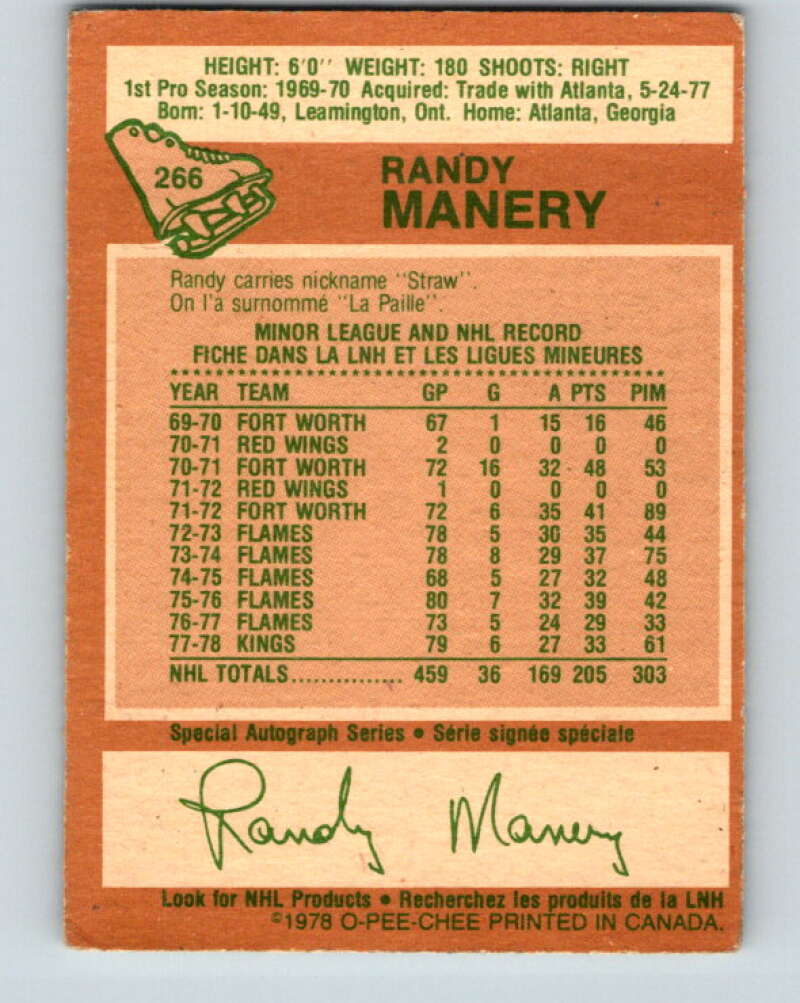 HEIGHT: 6'0'' WEIGHT: 180 SHOOTS: RIGHT
1st Pro Season: 1969-70 Acquired: Trade with Atlanta, 5-24-77
Born: 1-10-49, Leamington, Ont. Home: Atlanta, Georgia
266
RANDY
MANERY
Randy carries nickname "Straw".
On l'a surnommé "La Paille".
MINOR LEAGUE AND NHL RECORD
FICHE DANS LA LNH ET LES LIGUES MINEURES
YEAR TEAM GP G A PTS PIM
69-70 FORT WORTH 67 1 15 16 46
70-71 RED WINGS 2 0 0 0 0
70-71 FORT WORTH 72 16 32 48 53
71-72 RED WINGS 1 0 0 0 0
71-72 FORT WORTH 72 6 35 41 89
72-73 FLAMES 78 5 30 35 44
73-74 FLAMES 78 8 29 37 75
74-75 FLAMES 68 5 27 32 48
75-76 FLAMES 80 7 32 39 42
76-77 FLAMES 73 5 24 29 33
77-78 KINGS 79 6 27 33 61
NHL TOTALS............... 459 36 169 205 303
Special Autograph Series • Série signée spéciale
Randy Manery
Look for NHL Products • Recherchez les produits de la LNH
©1978 O-PEE-CHEE PRINTED IN CANADA.